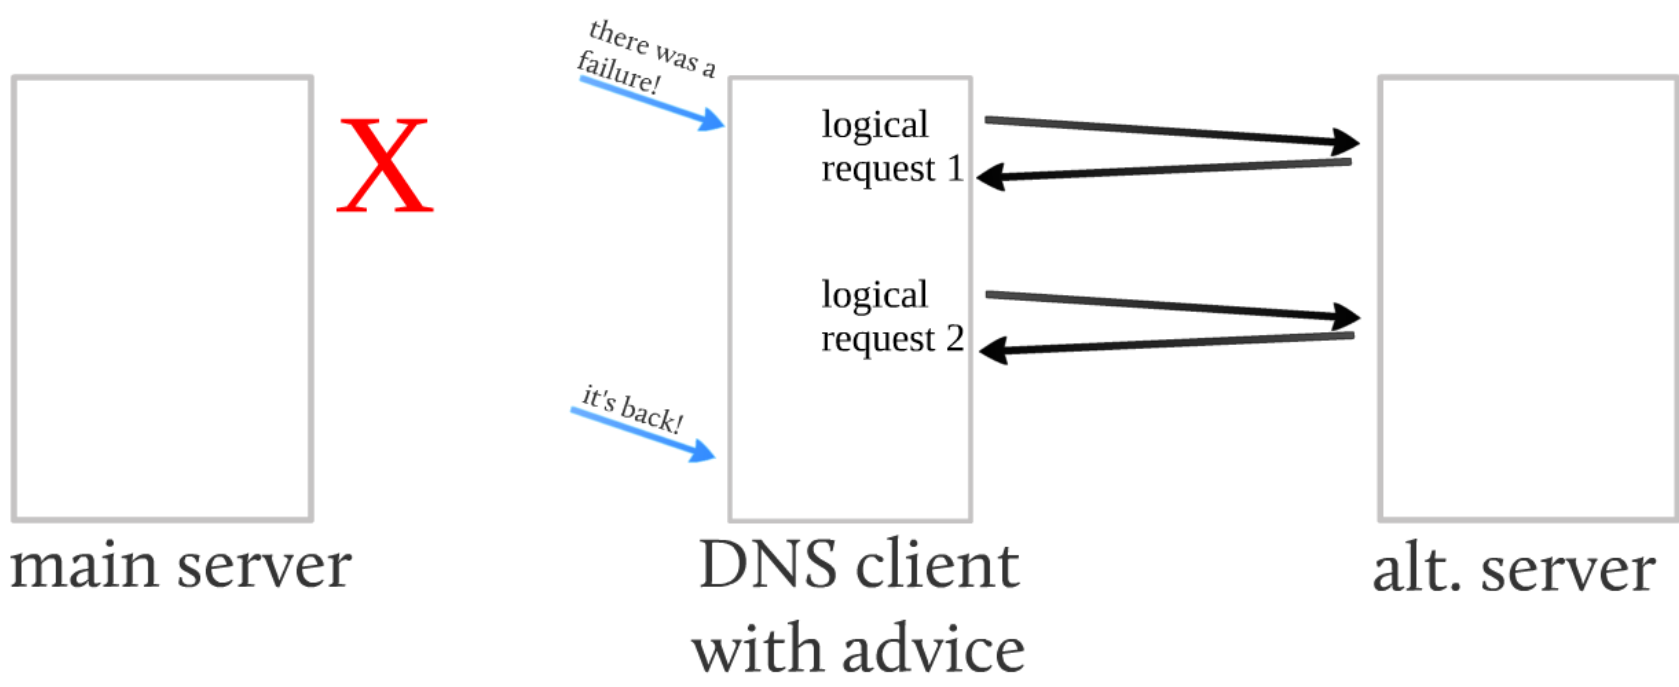 there was a
failure!
X
logical
request 1
logical
request 2
it's back!
main server
DNS client
with advice
alt. server